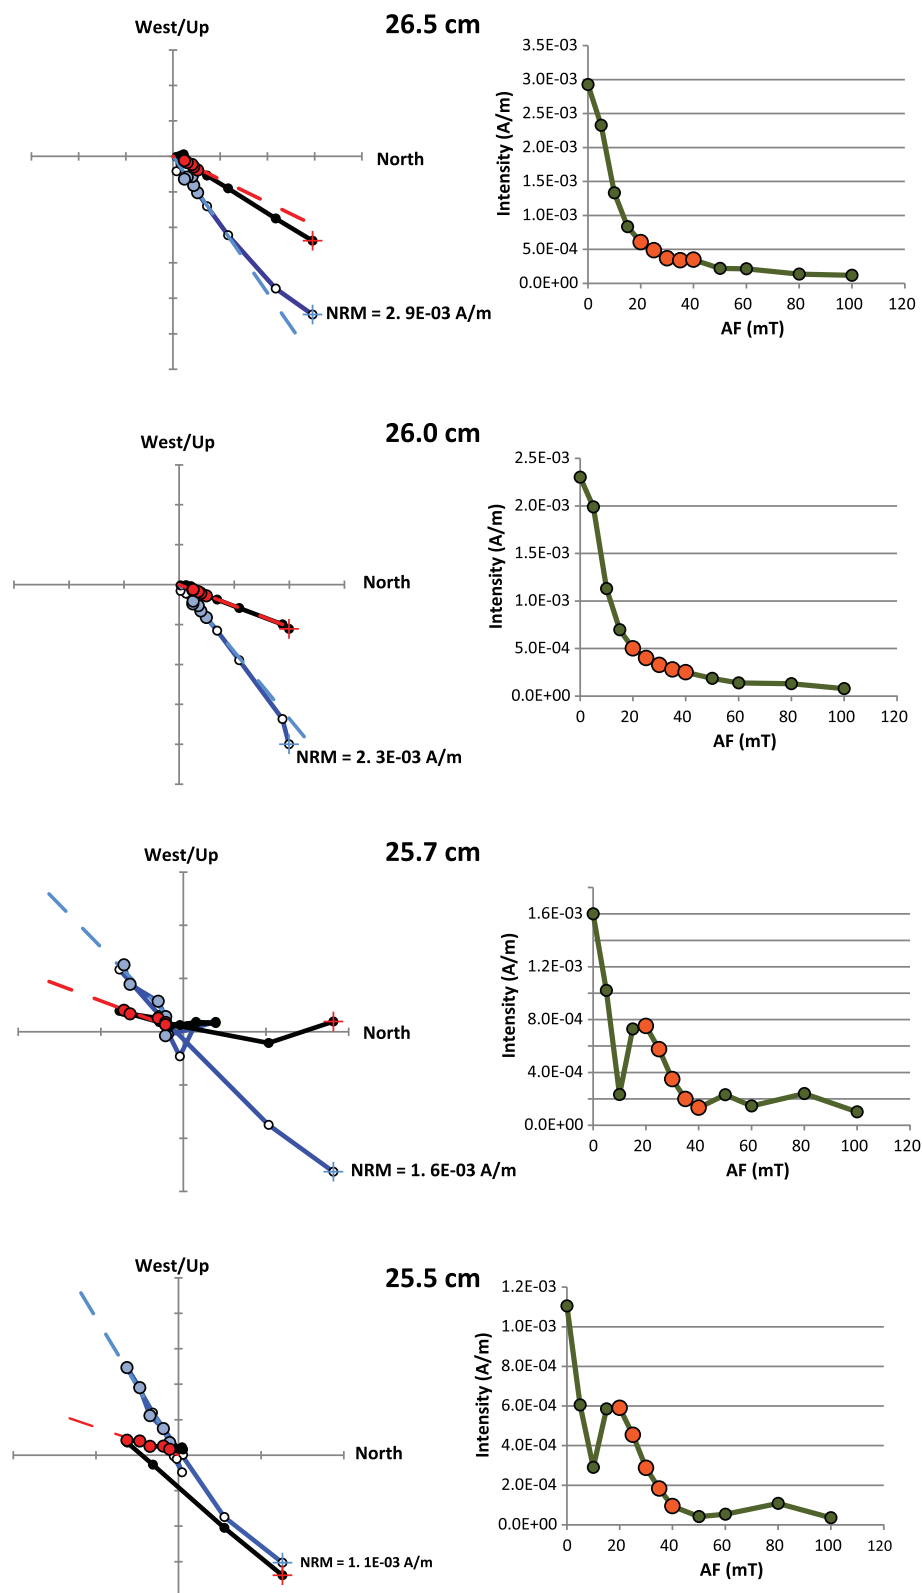 26.5 cm
West/Up
North
NRM = 2. 9E-03 A/m
3.5E-03
3.0E-03
2.5E-03
2.0E-03
1.5E-03
1.0E-03
5.0E-04
0.0E+00
Intensity (A/m)
0 20 40 60 80 100 120
AF (mT)
26.0 cm
West/Up
North
NRM = 2. 3E-03 A/m
2.5E-03
2.0E-03
1.5E-03
1.0E-03
5.0E-04
0.0E+00
Intensity (A/m)
0 20 40 60 80 100 120
AF (mT)
25.7 cm
West/Up
North
NRM = 1. 6E-03 A/m
1.6E-03
1.2E-03
8.0E-04
4.0E-04
0.0E+00
Intensity (A/m)
0 20 40 60 80 100 120
AF (mT)
25.5 cm
West/Up
North
NRM = 1. 1E-03 A/m
1.2E-03
1.0E-03
8.0E-04
6.0E-04
4.0E-04
2.0E-04
0.0E+00
Intensity (A/m)
0 20 40 60 80 100 120
AF (mT)